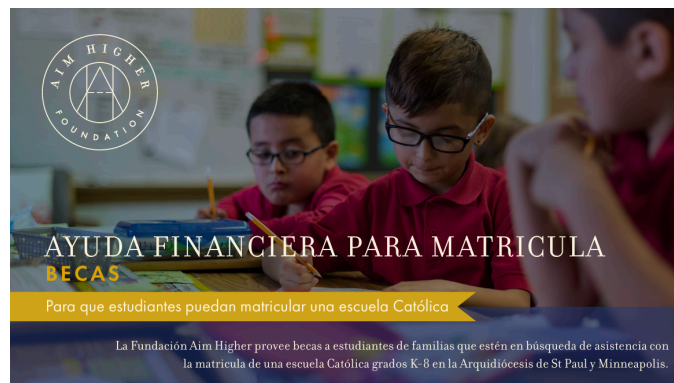 AIM HIGHER
FOUNDATION
AYUDA FINANCIERA PARA MATRICULA
BECAS
Para que estudiantes puedan matricular una escuela Católica
La Fundación Aim Higher provee becas a estudiantes de familias que estén en búsqueda de asistencia con
la matricula de una escuela Católica grados K-8 en la Arquidiócesis de St Paul y Minneapolis.